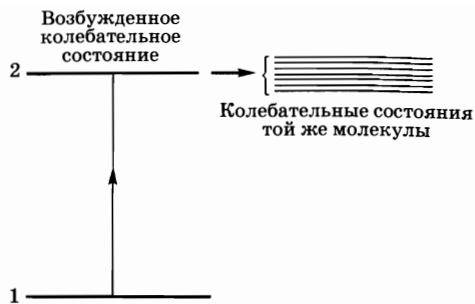 Возбужденное
колебательное
состояние
2
Колебательные состояния
той же молекулы
1